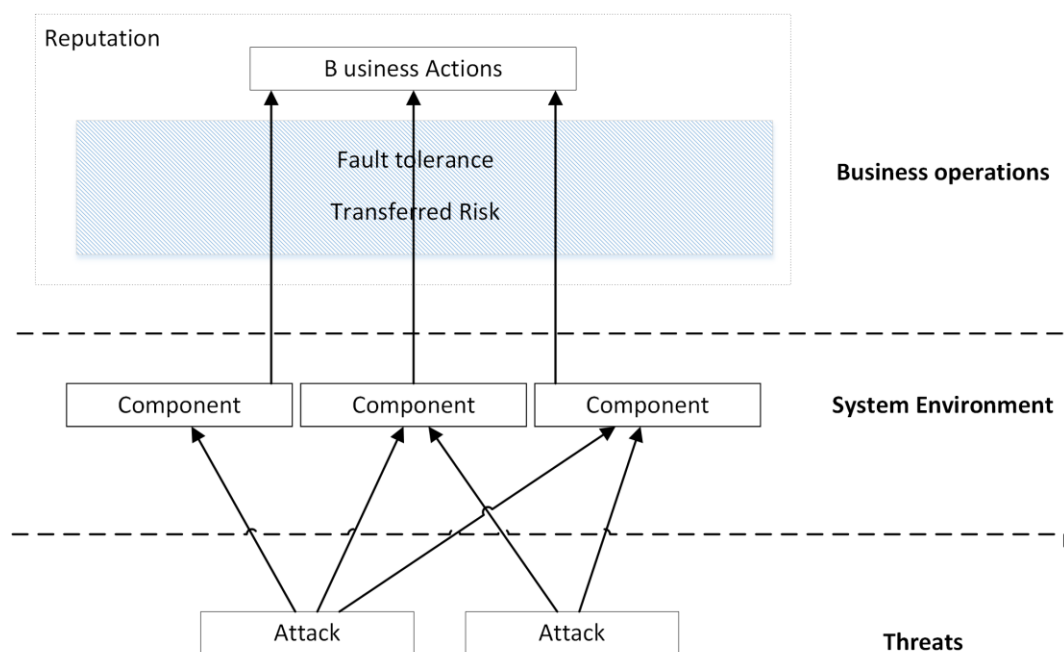 Reputation
B usiness Actions
Fault tolerance
Transferred Risk
Business operations
Component
Component
Component
System Environment
Attack
Attack
Threats